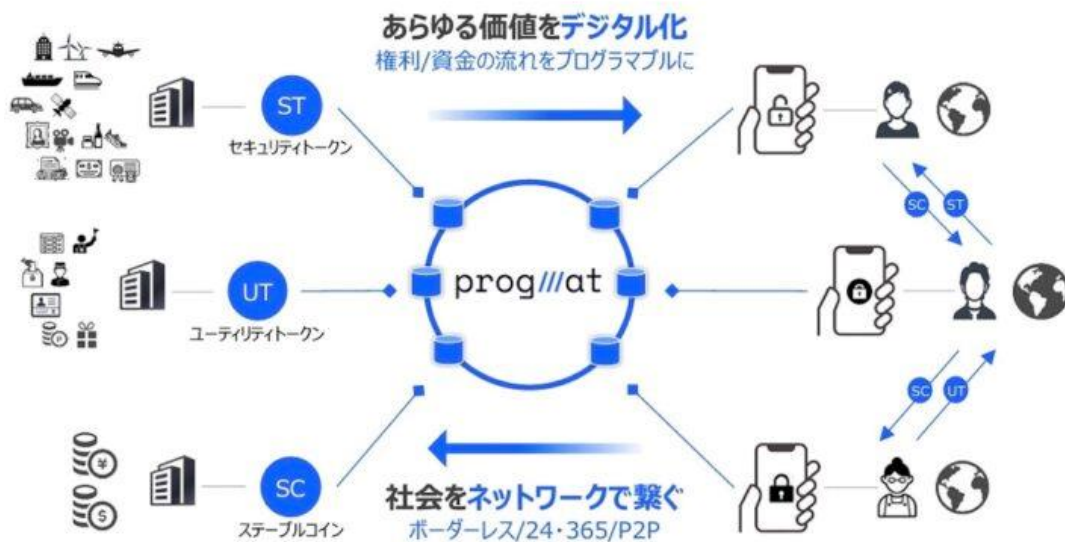 あらゆる価値をデジタル化
権利/資金の流れをプログラマブルに
ST
セキュリティトークン
SC
ST
progmat
UT
ユーティリティトークン
SC
UT
¥
$
SC
ステーブルコイン
社会をネットワークで繋ぐ
ボーダーレス/24・365/P2P